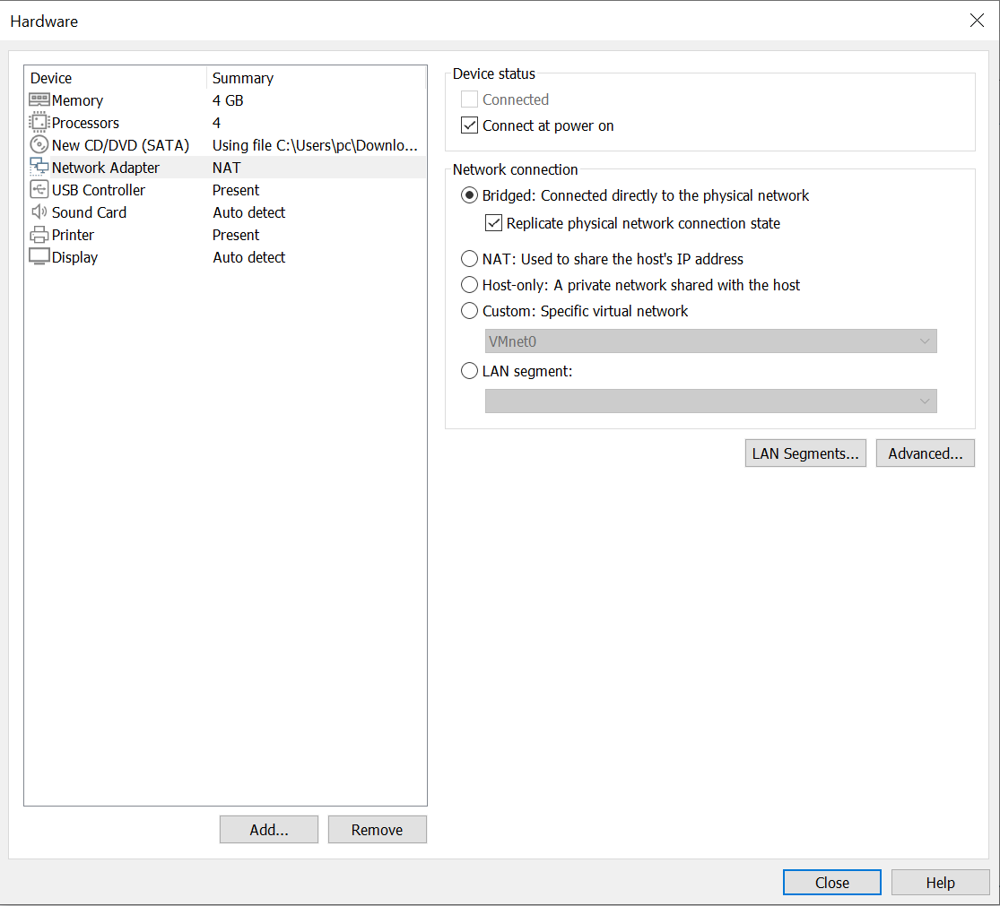 Hardware
Device Summary
Memory 4 GB
Processors 4
New CD/DVD (SATA) Using file C:\Users\pc\Downlo...
Network Adapter NAT
USB Controller Present
Sound Card Auto detect
Printer Present
Display Auto detect
Add...
Remove
Device status
Connected
Connect at power on
Network connection
Bridged: Connected directly to the physical network
Replicate physical network connection state
NAT: Used to share the host's IP address
Host-only: A private network shared with the host
Custom: Specific virtual network
VMnet0
LAN segment:
LAN Segments...
Advanced...
Close
Help